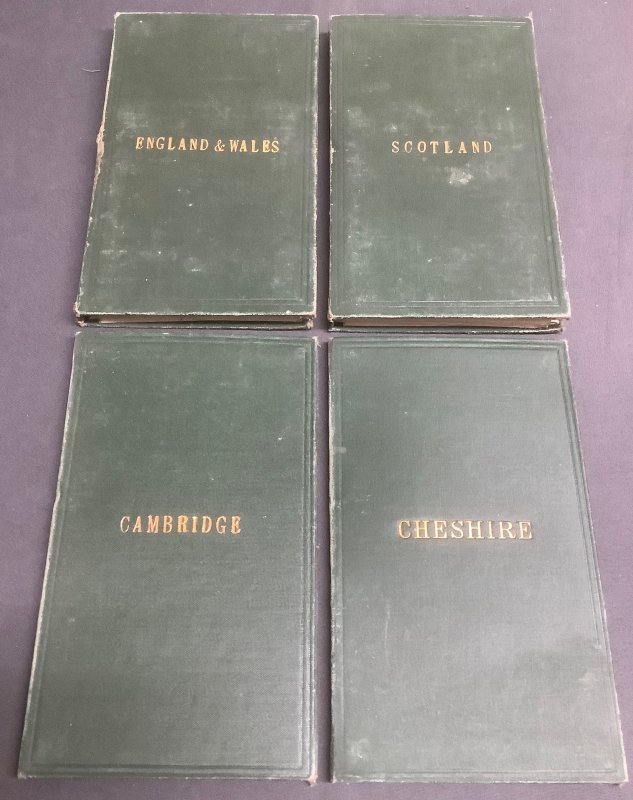 ENGLAND & WALES
SCOTLAND
CAMBRIDGE
CHESHIRE